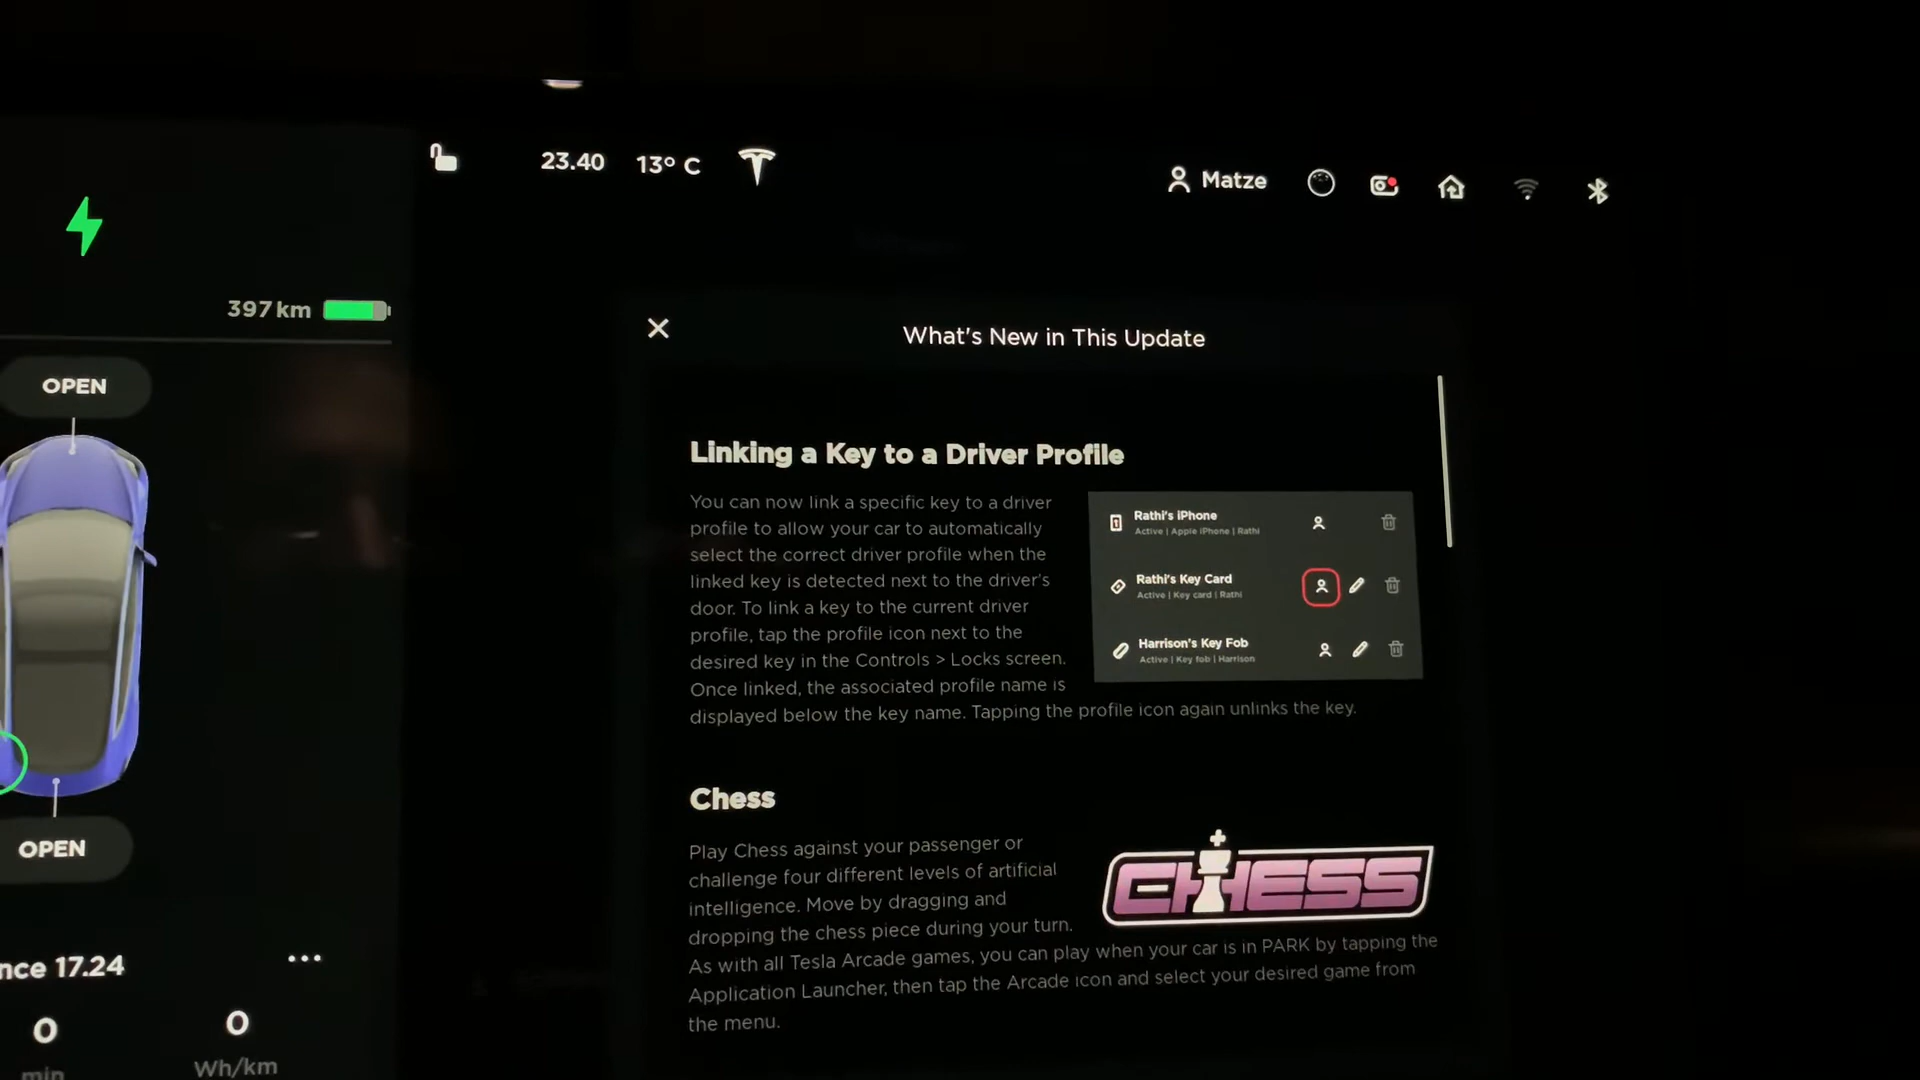 23.40 13° C
Matze
397 km
OPEN
OPEN
nce 17.24
...
0
min
0
Wh/km
What's New in This Update
Linking a Key to a Driver Profile
You can now link a specific key to a driver
profile to allow your car to automatically
select the correct driver profile when the
linked key is detected next to the driver's
door. To link a key to the current driver
profile, tap the profile icon next to the
desired key in the Controls > Locks screen.
Once linked, the associated profile name is
displayed below the key name. Tapping the profile icon again unlinks the key.
Rathi's iPhone
Active | Apple iPhone | Rathi
Rathi's Key Card
Active | Key card | Rathi
Harrison's Key Fob
Active | Key fob | Harrison
Chess
Play Chess against your passenger or
challenge four different levels of artificial
intelligence. Move by dragging and
dropping the chess piece during your turn.
As with all Tesla Arcade games, you can play when your car is in PARK by tapping the
Application Launcher, then tap the Arcade icon and select your desired game from
the menu.
CHESS